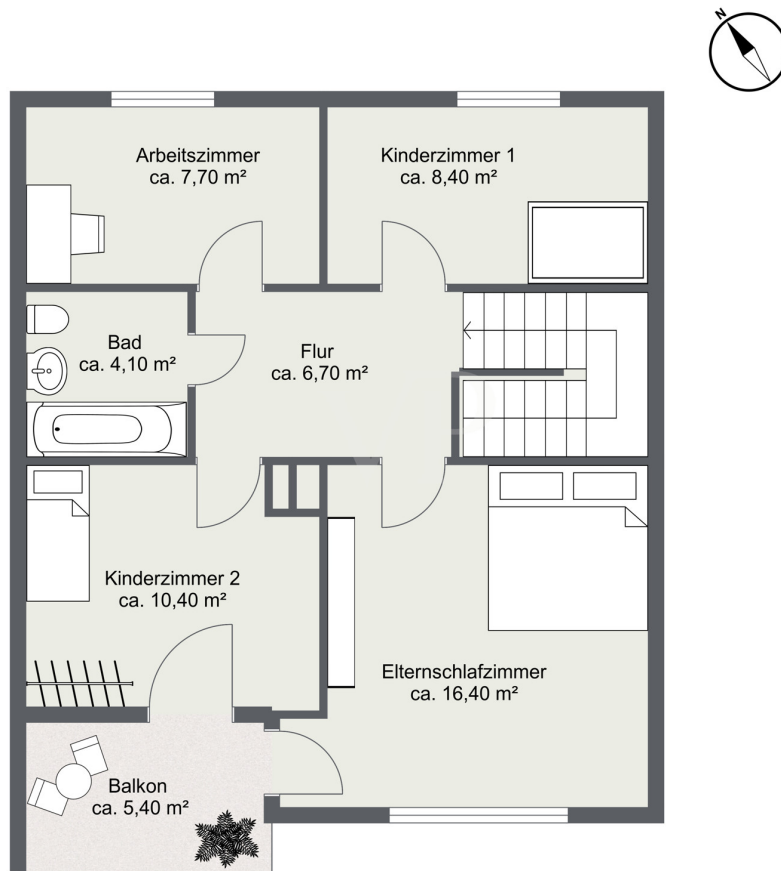 N
Arbeitszimmer
ca. 7,70 m²
Kinderzimmer 1
ca. 8,40 m²
Bad
ca. 4,10 m²
Flur
ca. 6,70 m²
Kinderzimmer 2
ca. 10,40 m²
Elternschlafzimmer
ca. 16,40 m²
Balkon
ca. 5,40 m²